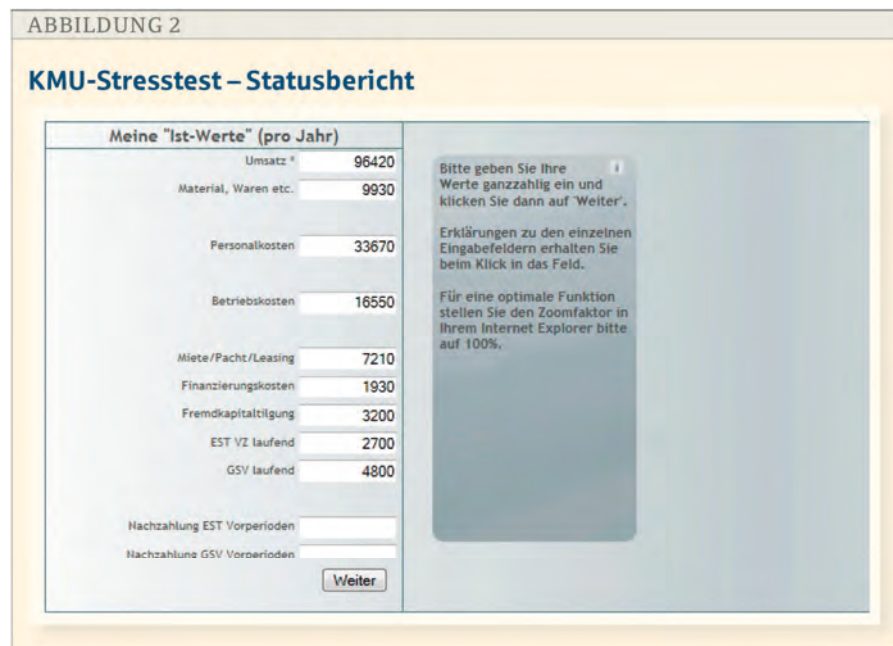 ABBILDUNG 2
KMU-Stresstest – Statusbericht
Meine "Ist-Werte" (pro Jahr)
Umsatz * 96420
Material, Waren etc. 9930
Personalkosten 33670
Betriebskosten 16550
Miete/Pacht/Leasing 7210
Finanzierungskosten 1930
Fremdkapitaltilgung 3200
EST VZ laufend 2700
GSV laufend 4800
Nachzahlung EST Vorperioden
Nachzahlung GSV Vorperioden
Weiter
i
Bitte geben Sie Ihre
Werte ganzzahlig ein und
klicken Sie dann auf 'Weiter'.
Erklärungen zu den einzelnen
Eingabefeldern erhalten Sie
beim Klick in das Feld.
Für eine optimale Funktion
stellen Sie den Zoomfaktor in
Ihrem Internet Explorer bitte
auf 100%.